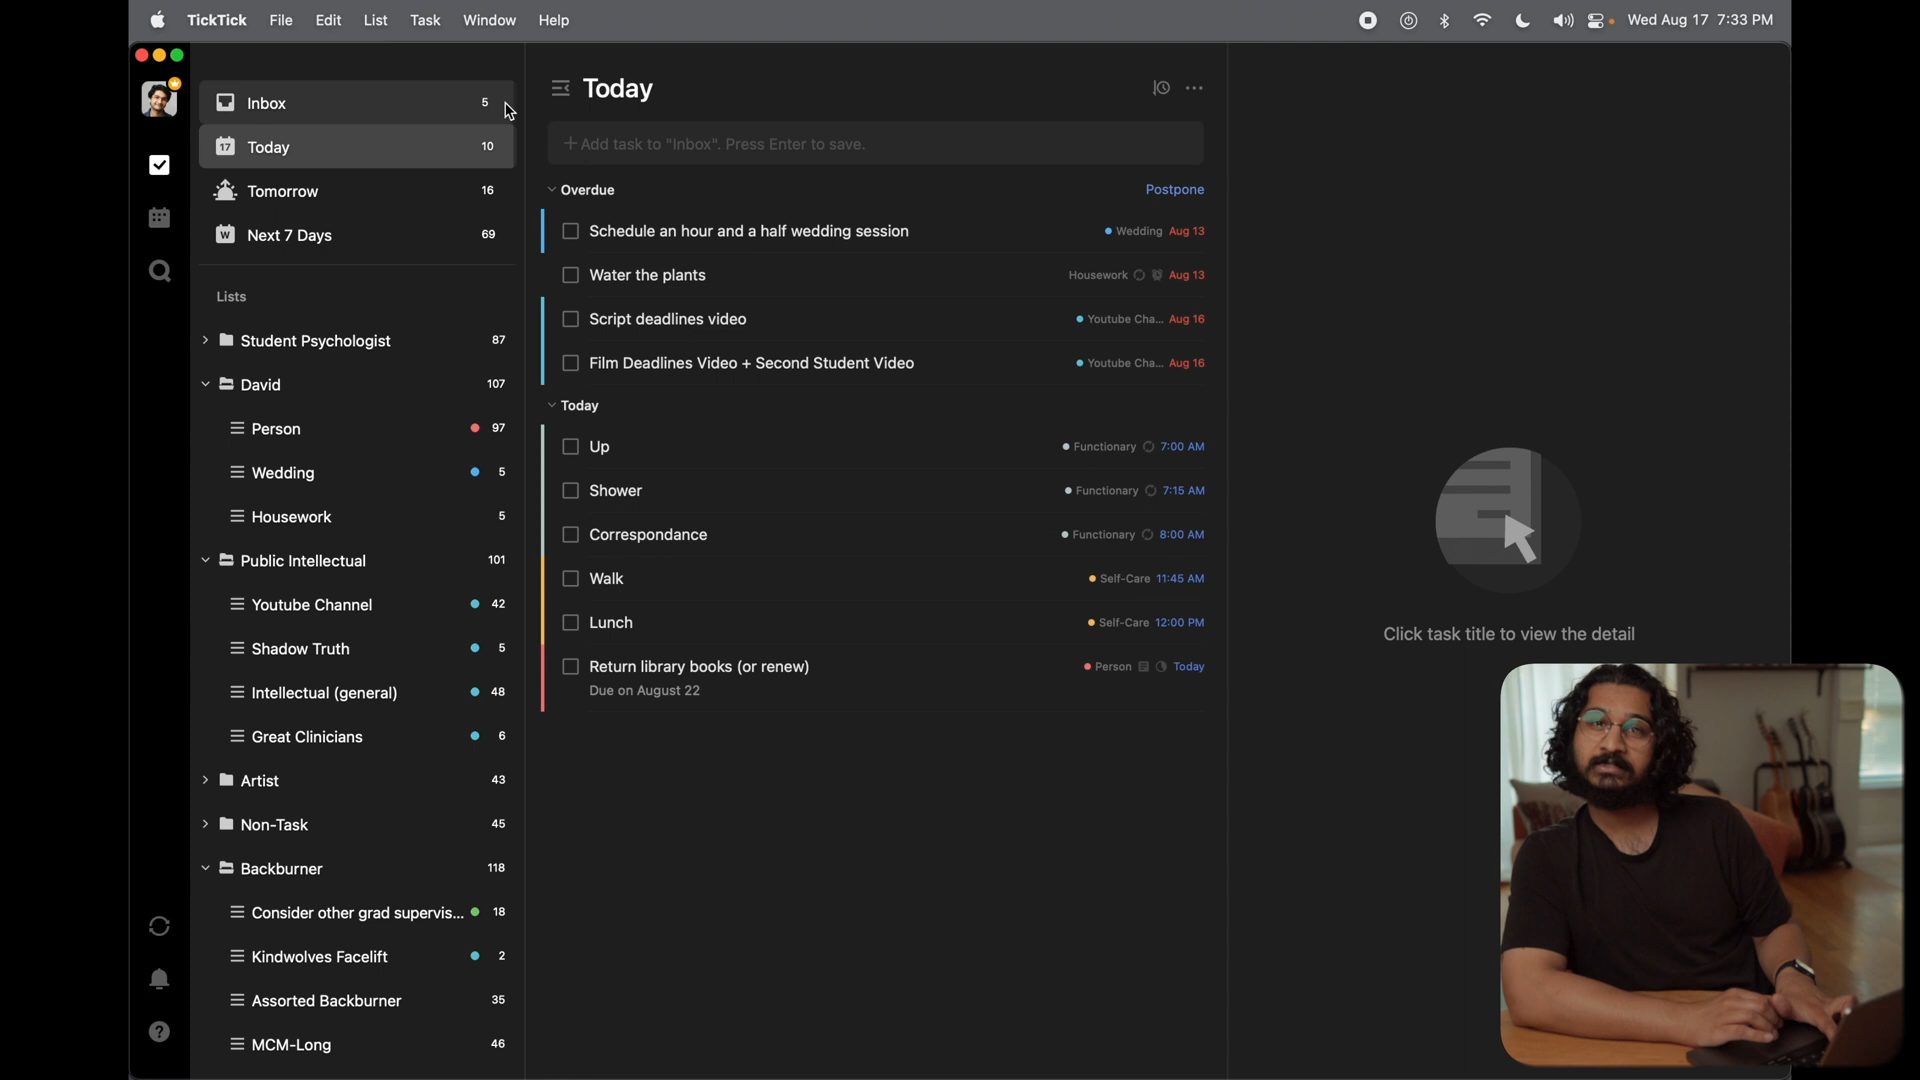 TickTick File Edit List Task Window Help Wed Aug 17 7:33 PM
Inbox 5
17 Today 10
Tomorrow 16
W Next 7 Days 69
Lists
Student Psychologist 87
David 107
Person 97
Wedding 5
Housework 5
Public Intellectual 101
Youtube Channel 42
Shadow Truth 5
Intellectual (general) 48
Great Clinicians 6
Artist 43
Non-Task 45
Backburner 118
Consider other grad supervis... 18
Kindwolves Facelift 2
Assorted Backburner 35
MCM-Long 46
Today
+ Add task to "Inbox". Press Enter to save.
Overdue Postpone
Schedule an hour and a half wedding session Wedding Aug 13
Water the plants Housework Aug 13
Script deadlines video Youtube Cha... Aug 16
Film Deadlines Video + Second Student Video Youtube Cha... Aug 16
Today
Up Functionary 7:00 AM
Shower Functionary 7:15 AM
Correspondance Functionary 8:00 AM
Walk Self-Care 11:45 AM
Lunch Self-Care 12:00 PM
Return library books (or renew) Person Today
Due on August 22
Click task title to view the detail